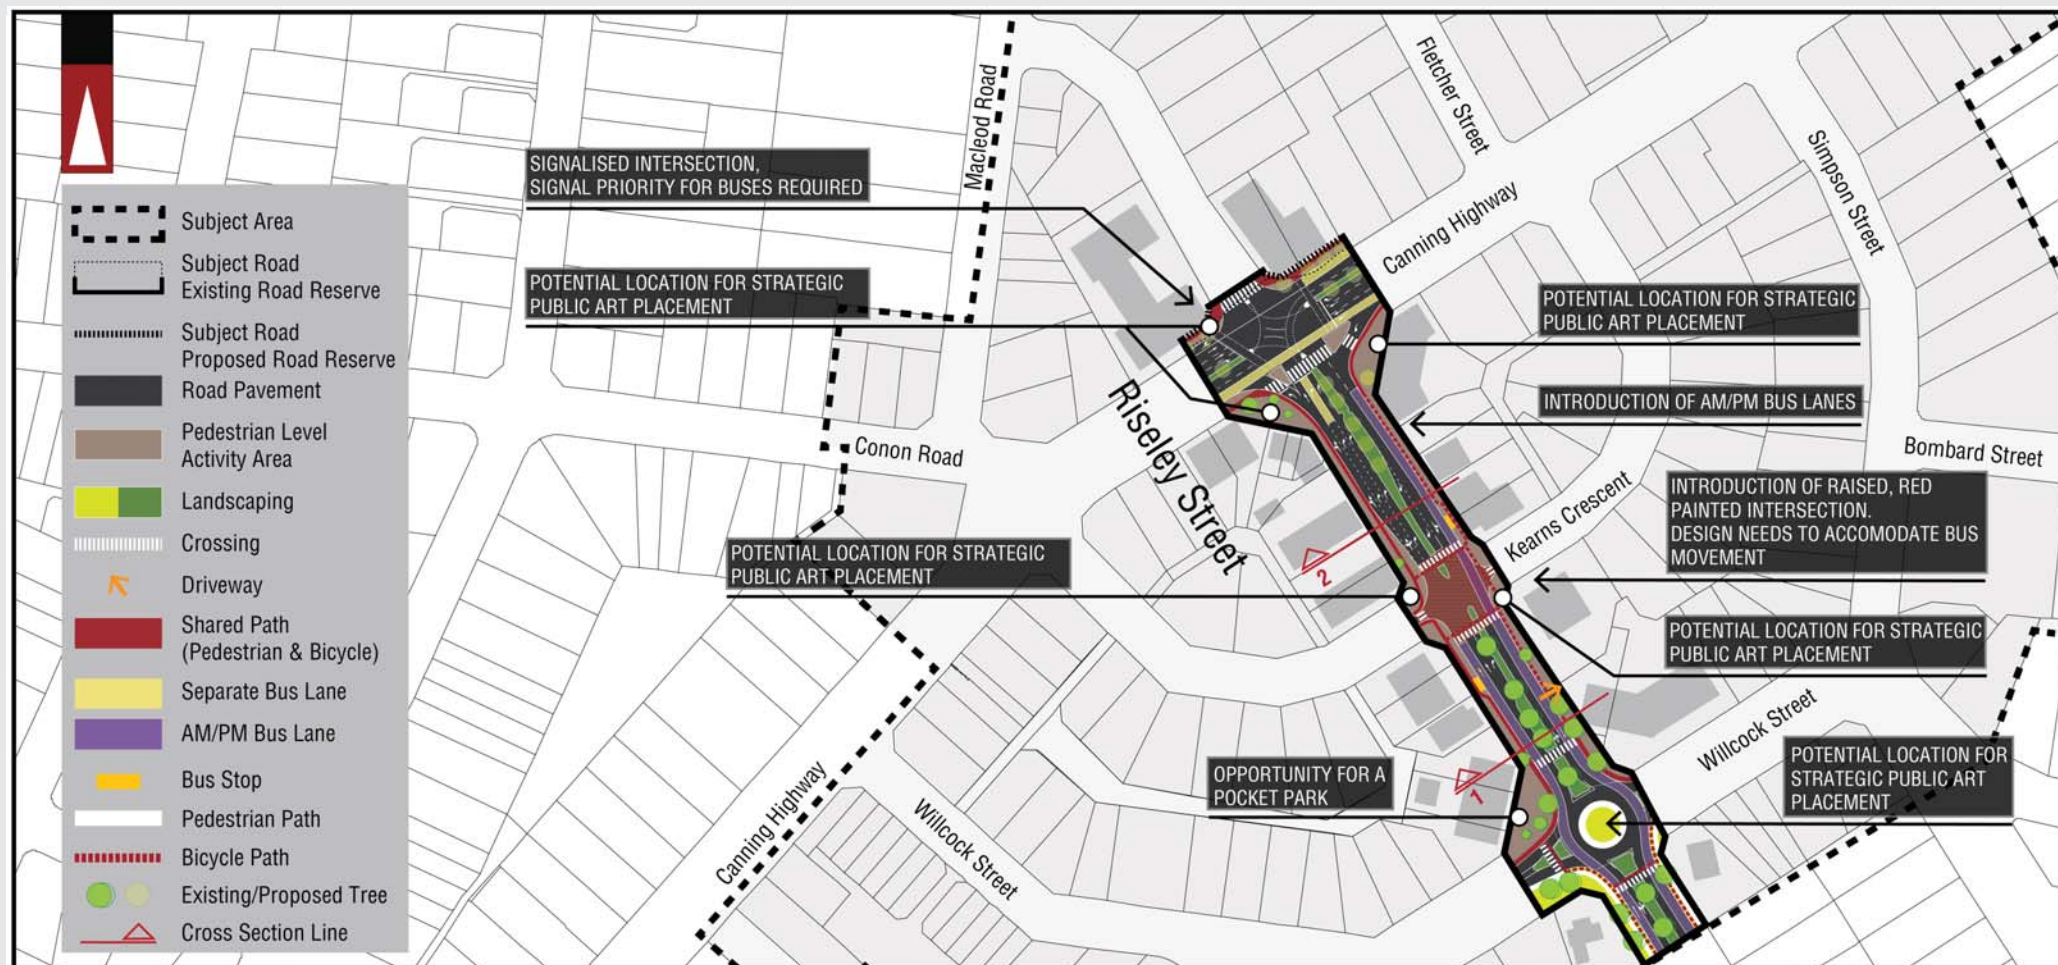 Subject Area
Subject Road
Existing Road Reserve
Subject Road
Proposed Road Reserve
Road Pavement
Pedestrian Level
Activity Area
Landscaping
Crossing
Driveway
Shared Path
(Pedestrian & Bicycle)
Separate Bus Lane
AM/PM Bus Lane
Bus Stop
Pedestrian Path
Bicycle Path
Existing/Proposed Tree
Cross Section Line
SIGNALISED INTERSECTION,
SIGNAL PRIORITY FOR BUSES REQUIRED
POTENTIAL LOCATION FOR STRATEGIC
PUBLIC ART PLACEMENT
Macleod Road
Fletcher Street
Simpson Street
Canning Highway
POTENTIAL LOCATION FOR STRATEGIC
PUBLIC ART PLACEMENT
INTRODUCTION OF AM/PM BUS LANES
Riseley Street
Conon Road
Bombard Street
Kearns Crescent
INTRODUCTION OF RAISED, RED
PAINTED INTERSECTION.
DESIGN NEEDS TO ACCOMODATE BUS
MOVEMENT
POTENTIAL LOCATION FOR STRATEGIC
PUBLIC ART PLACEMENT
2
POTENTIAL LOCATION FOR STRATEGIC
PUBLIC ART PLACEMENT
Willcock Street
OPPORTUNITY FOR A
POCKET PARK
1
POTENTIAL LOCATION FOR
STRATEGIC PUBLIC ART
PLACEMENT
Canning Highway
Willcock Street